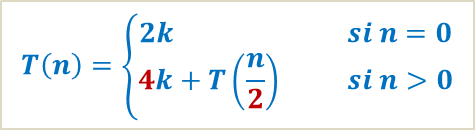 T(n) = { 2k si n = 0
4k + T(n/2) si n > 0